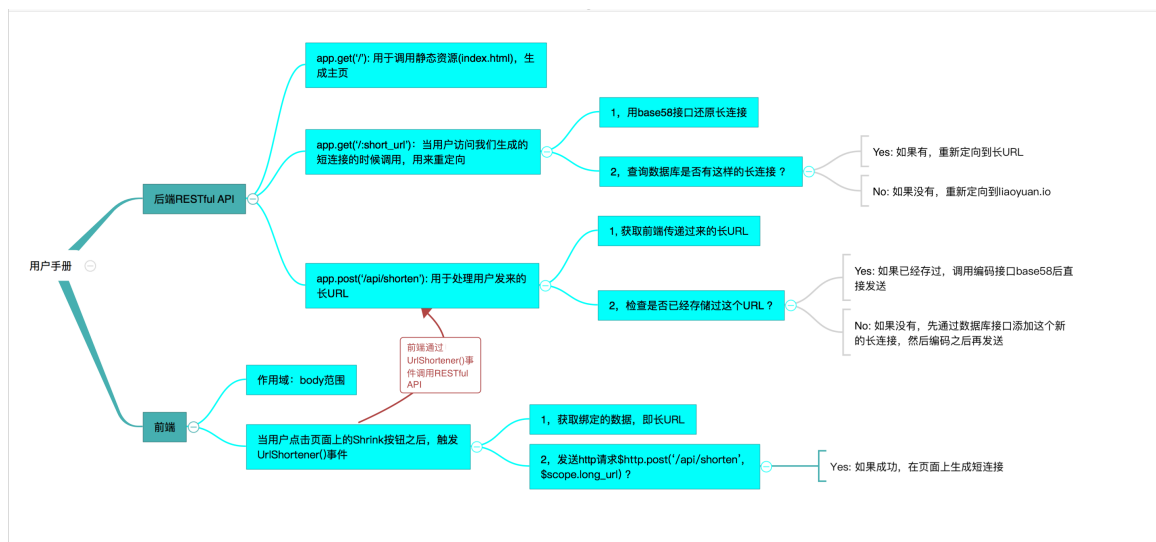 用户手册
后端RESTful API
app.get('/'): 用于调用静态资源(index.html)，生
成主页
app.get('/:short_url')：当用户访问我们生成的
短连接的时候调用，用来重定向
1，用base58接口还原长连接
2，查询数据库是否有这样的长连接？
Yes: 如果有，重新定向到长URL
No: 如果没有，重新定向到liaoyuan.io
app.post('/api/shorten'): 用于处理用户发来的
长URL
1, 获取前端传递过来的长URL
2，检查是否已经存储过这个URL？
Yes: 如果已经存过，调用编码接口base58后直
接发送
No: 如果没有，先通过数据库接口添加这个新
的长连接，然后编码之后再发送
前端通过
UrlShortener()事
件调用RESTful
API
前端
作用域：body范围
当用户点击页面上的Shrink按钮之后，触发
UrlShortener()事件
1，获取绑定的数据，即长URL
2，发送http请求$http.post('/api/shorten',
$scope.long_url)？
Yes: 如果成功，在页面上生成短连接